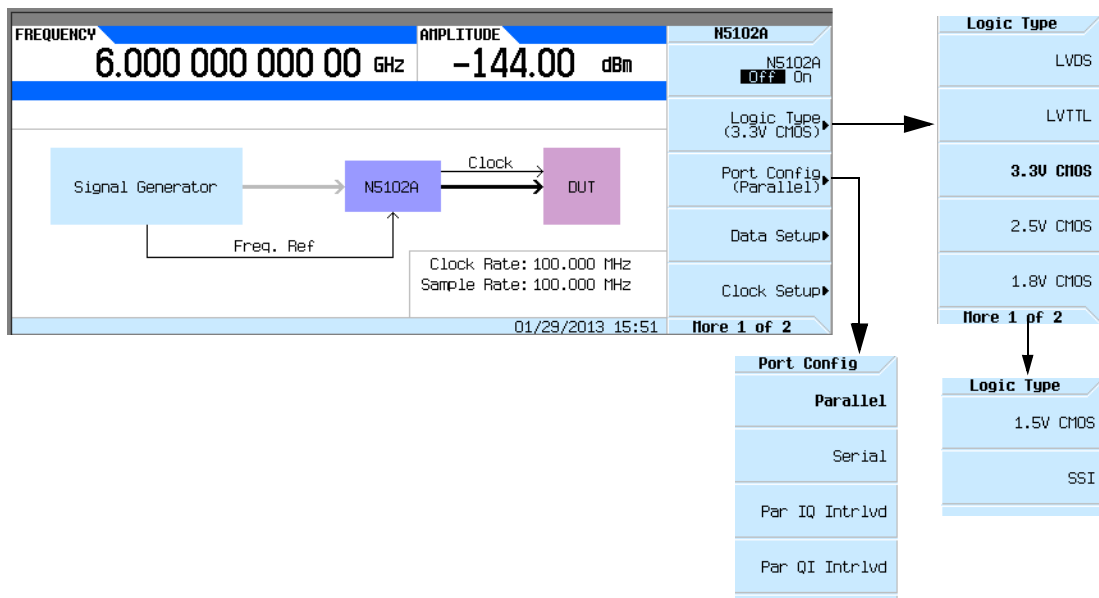 FREQUENCY
6.000 000 000 00 GHz
AMPLITUDE
-144.00 dBm
Signal Generator
N5102A
Clock
DUT
Freq. Ref
Clock Rate: 100.000 MHz
Sample Rate: 100.000 MHz
01/29/2013 15:51
N5102A
N5102A
Off On
Logic Type
(3.3V CMOS)
Port Config
(Parallel)
Data Setup
Clock Setup
More 1 of 2
Logic Type
LVDS
LVTTL
3.3V CMOS
2.5V CMOS
1.8V CMOS
More 1 of 2
Port Config
Parallel
Serial
Par IQ Intrlvd
Par QI Intrlvd
Logic Type
1.5V CMOS
SSI